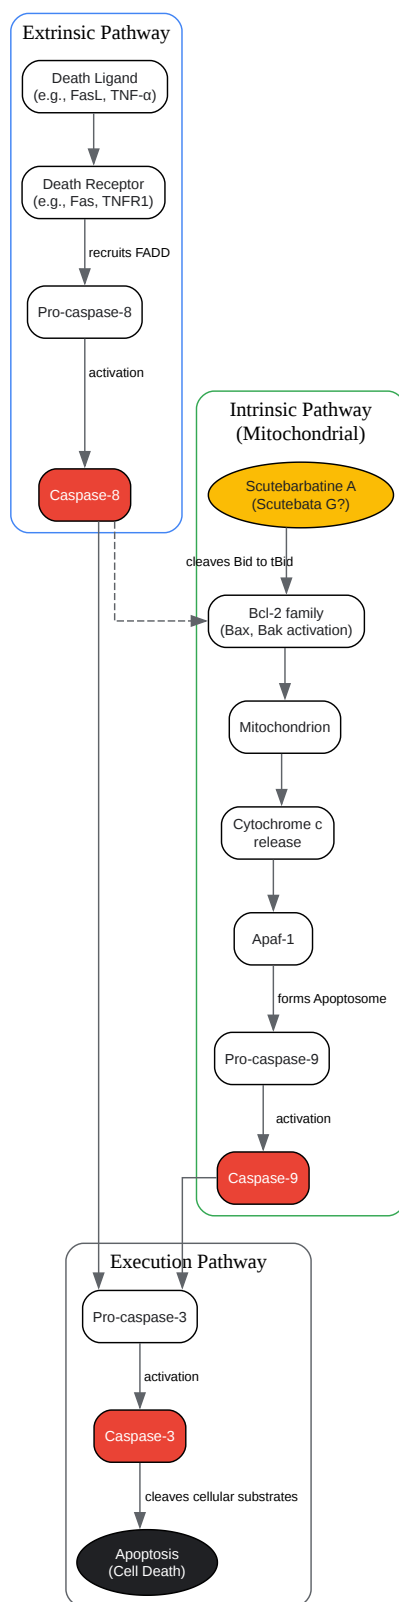 Extrinsic Pathway
Death Ligand
(e.g., FasL, TNF-α)
Death Receptor
(e.g., Fas, TNFR1)
recruits FADD
Pro-caspase-8
activation
Caspase-8
Intrinsic Pathway
(Mitochondrial)
Scutebarbatine A
(Scutebata G?)
cleaves Bid to tBid
Bcl-2 family
(Bax, Bak activation)
Mitochondrion
Cytochrome c
release
Apaf-1
forms Apoptosome
Pro-caspase-9
activation
Caspase-9
Execution Pathway
Pro-caspase-3
activation
Caspase-3
cleaves cellular substrates
Apoptosis
(Cell Death)